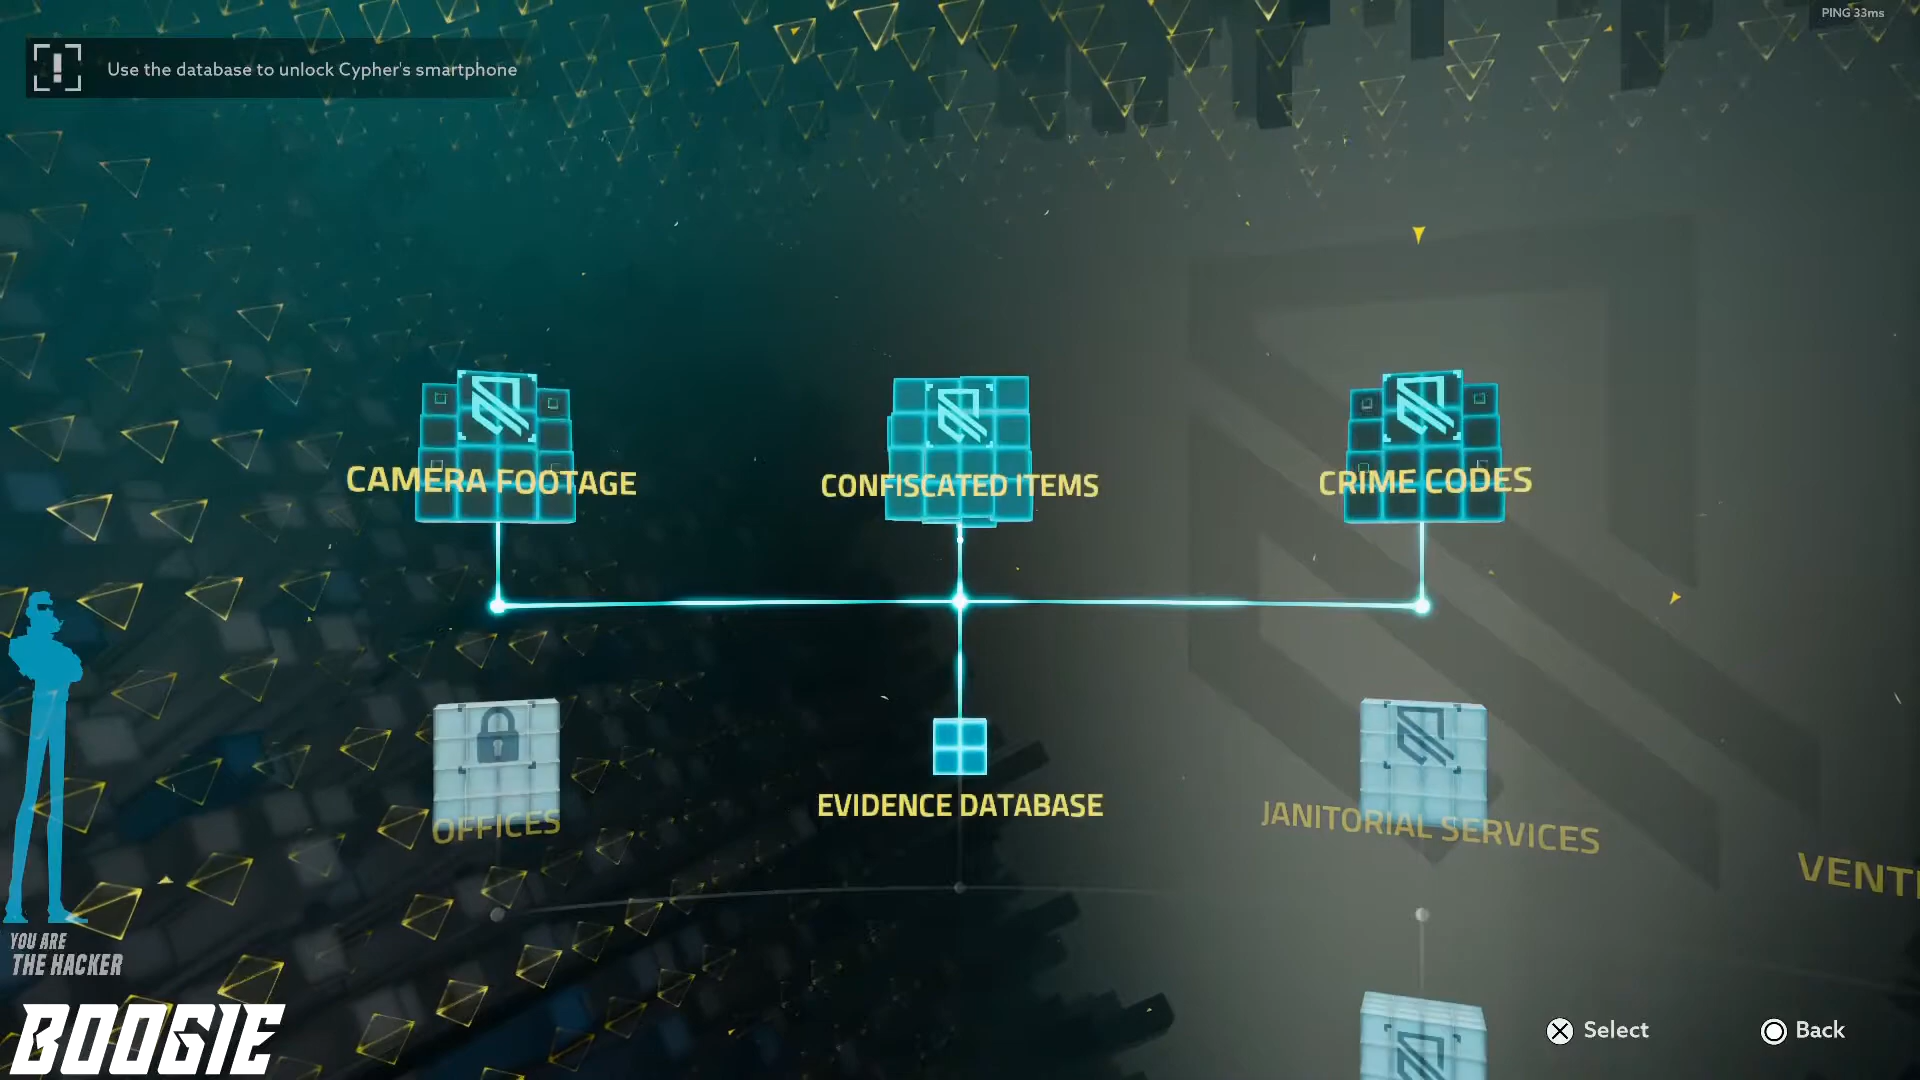 PING 33ms
Use the database to unlock Cypher's smartphone
CAMERA FOOTAGE
CONFISCATED ITEMS
CRIME CODES
OFFICES
EVIDENCE DATABASE
JANITORIAL SERVICES
YOU ARE
THE HACKER
BOOGIE
Select
Back